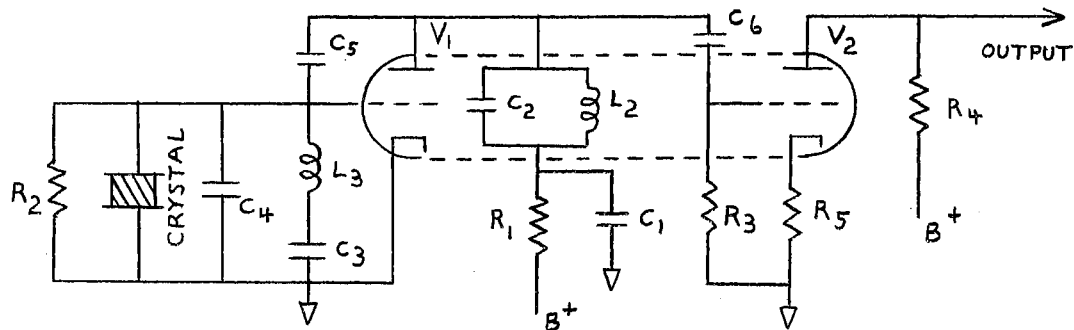 C5
V1
C6
V2
OUTPUT
C2
L2
R4
R2
CRYSTAL
C4
L3
C3
R1
C1
R3
R5
B+
B+